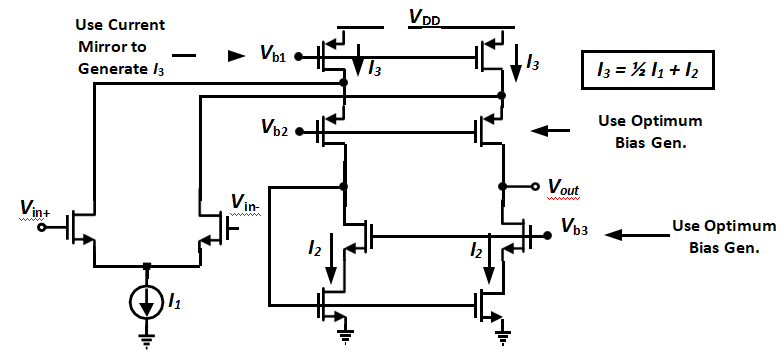 Use Current
Mirror to
Generate I3
VDD
Vb1
I3
I3
I3 = ½ I1 + I2
Vb2
Use Optimum
Bias Gen.
Vin+
Vin-
Vout
I2
I2
Vb3
Use Optimum
Bias Gen.
I1